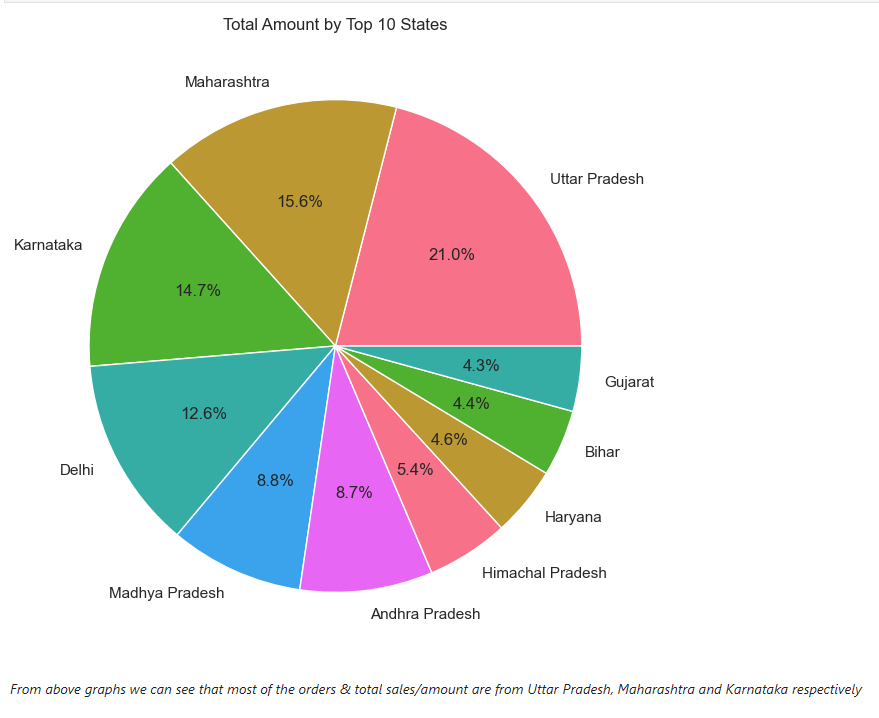 Total Amount by Top 10 States
Maharashtra
Uttar Pradesh
15.6%
21.0%
Karnataka
14.7%
4.3%
Gujarat
4.4%
12.6%
4.6%
Bihar
Delhi
8.8%
5.4%
8.7%
Haryana
Himachal Pradesh
Madhya Pradesh
Andhra Pradesh
From above graphs we can see that most of the orders & total sales/amount are from Uttar Pradesh, Maharashtra and Karnataka respectively